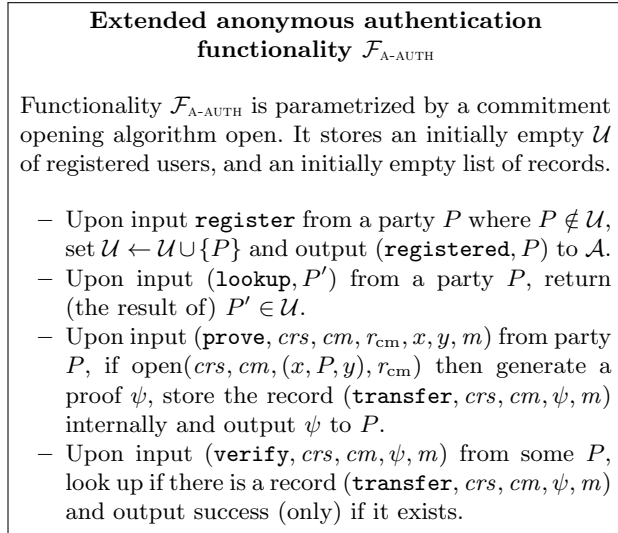 Extended anonymous authentication
functionality 𝓕A-AUTH
Functionality 𝓕A-AUTH is parametrized by a commitment
opening algorithm open. It stores an initially empty 𝒰
of registered users, and an initially empty list of records.
– Upon input register from a party P where P ∉ 𝒰,
set 𝒰 ← 𝒰 ∪ {P} and output (registered, P) to 𝒜.
– Upon input (lookup, P′) from a party P, return
(the result of) P′ ∈ 𝒰.
– Upon input (prove, crs, cm, rcm, x, y, m) from party
P, if open(crs, cm, (x, P, y), rcm) then generate a
proof ψ, store the record (transfer, crs, cm, ψ, m)
internally and output ψ to P.
– Upon input (verify, crs, cm, ψ, m) from some P,
look up if there is a record (transfer, crs, cm, ψ, m)
and output success (only) if it exists.